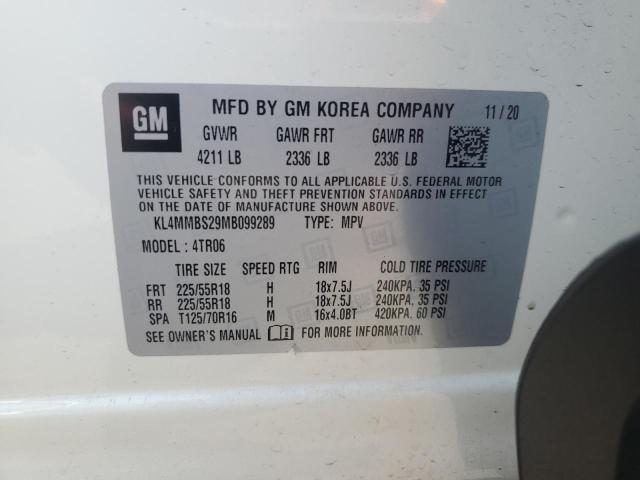 GM MFD BY GM KOREA COMPANY 11/20
GVWR GAWR FRT GAWR RR
4211 LB 2336 LB 2336 LB
THIS VEHICLE CONFORMS TO ALL APPLICABLE U.S. FEDERAL MOTOR
VEHICLE SAFETY AND THEFT PREVENTION STANDARDS IN EFFECT
ON THE DATE OF MANUFACTURE SHOWN ABOVE.
KL4MMBS29MB099289 TYPE: MPV
MODEL : 4TR06
TIRE SIZE SPEED RTG RIM COLD TIRE PRESSURE
FRT 225/55R18 H 18x7.5J 240KPA, 35 PSI
RR 225/55R18 H 18x7.5J 240KPA, 35 PSI
SPA T125/70R16 M 16x4.0BT 420KPA, 60 PSI
SEE OWNER'S MANUAL FOR MORE INFORMATION.